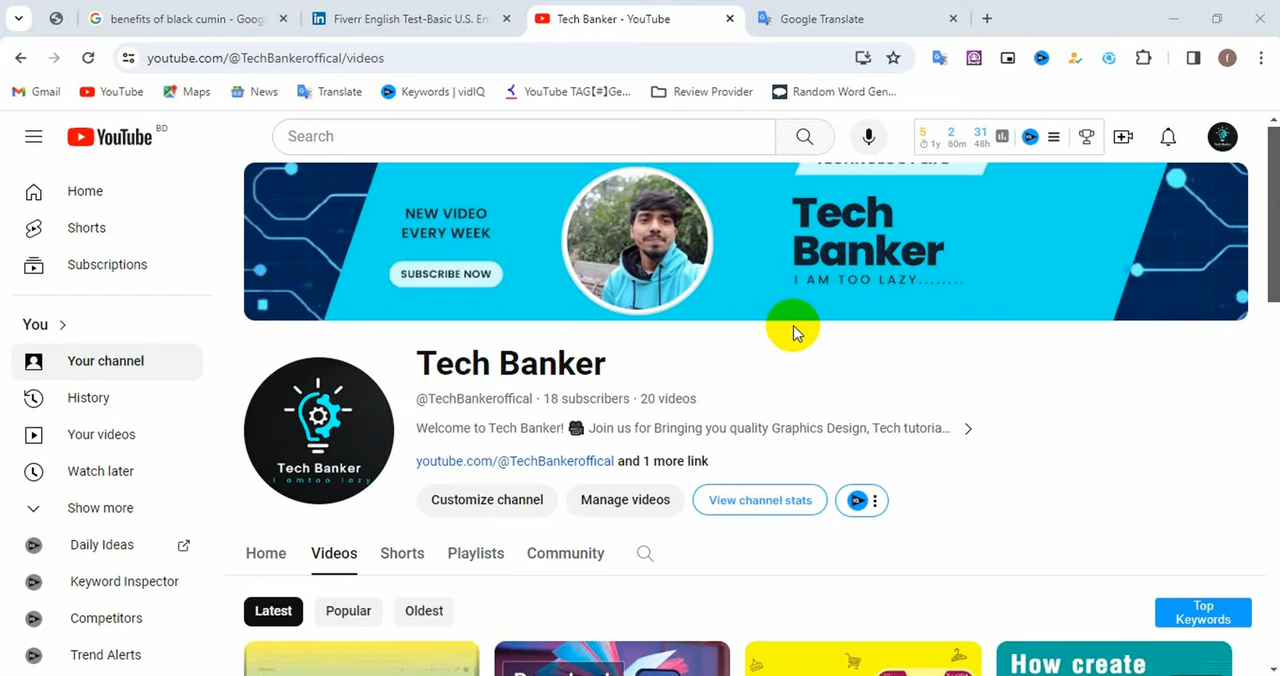 benefits of black cumin - Goog
Fiverr English Test-Basic U.S. En
Tech Banker - YouTube
Google Translate
youtube.com/@TechBankeroffical/videos
f
Gmail
YouTube
Maps
News
Translate
Keywords | vidIQ
YouTube TAG【#】Ge...
Review Provider
Random Word Gen...
YouTube BD
Search
5 2 31
1y 60m 48h
Home
Shorts
Subscriptions
You
Your channel
History
Your videos
Watch later
Show more
Daily Ideas
Keyword Inspector
Competitors
Trend Alerts
NEW VIDEO
EVERY WEEK
SUBSCRIBE NOW
Tech
Banker
I AM TOO LAZY........
Tech Banker
I am too lazy
Tech Banker
@TechBankeroffical · 18 subscribers · 20 videos
Welcome to Tech Banker! Join us for Bringing you quality Graphics Design, Tech tutoria...
youtube.com/@TechBankeroffical and 1 more link
Customize channel
Manage videos
View channel stats
Home
Videos
Shorts
Playlists
Community
Latest
Popular
Oldest
Top
Keywords
How create